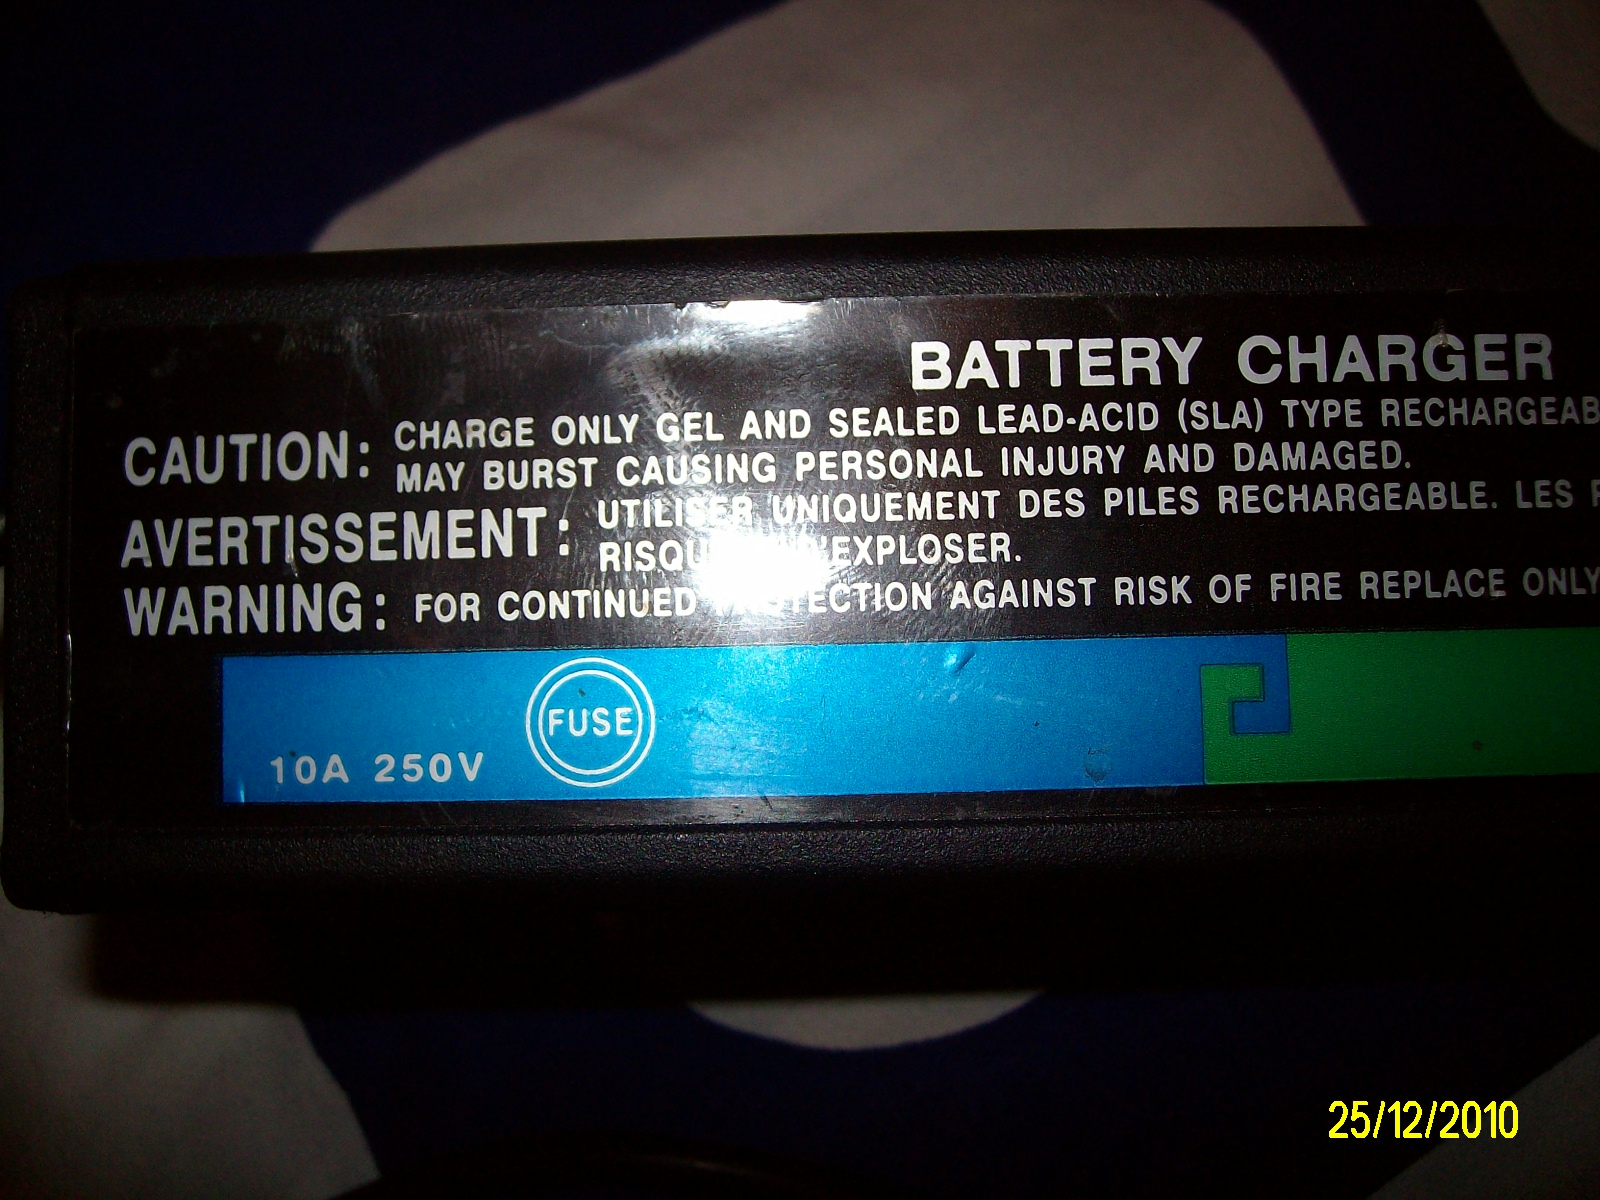 BATTERY CHARGER
CAUTION: CHARGE ONLY GEL AND SEALED LEAD-ACID (SLA) TYPE RECHARGEAB
MAY BURST CAUSING PERSONAL INJURY AND DAMAGED.
AVERTISSEMENT: UTILISER UNIQUEMENT DES PILES RECHARGEABLE. LES
EXPLOSER.
WARNING: FOR CONTINUED PROTECTION AGAINST RISK OF FIRE REPLACE ONLY
FUSE
10A 250V
25/12/2010